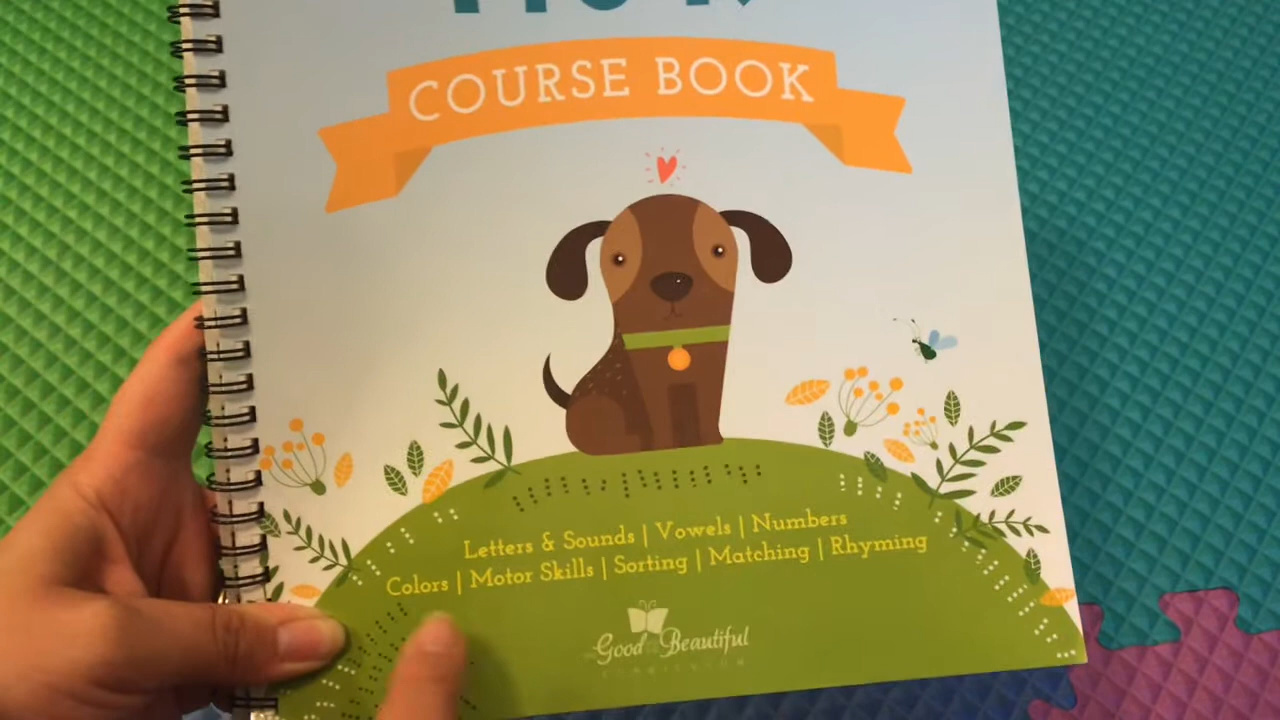 COURSE BOOK
Letters & Sounds | Vowels | Numbers
Colors | Motor Skills | Sorting | Matching | Rhyming
Good Beautiful